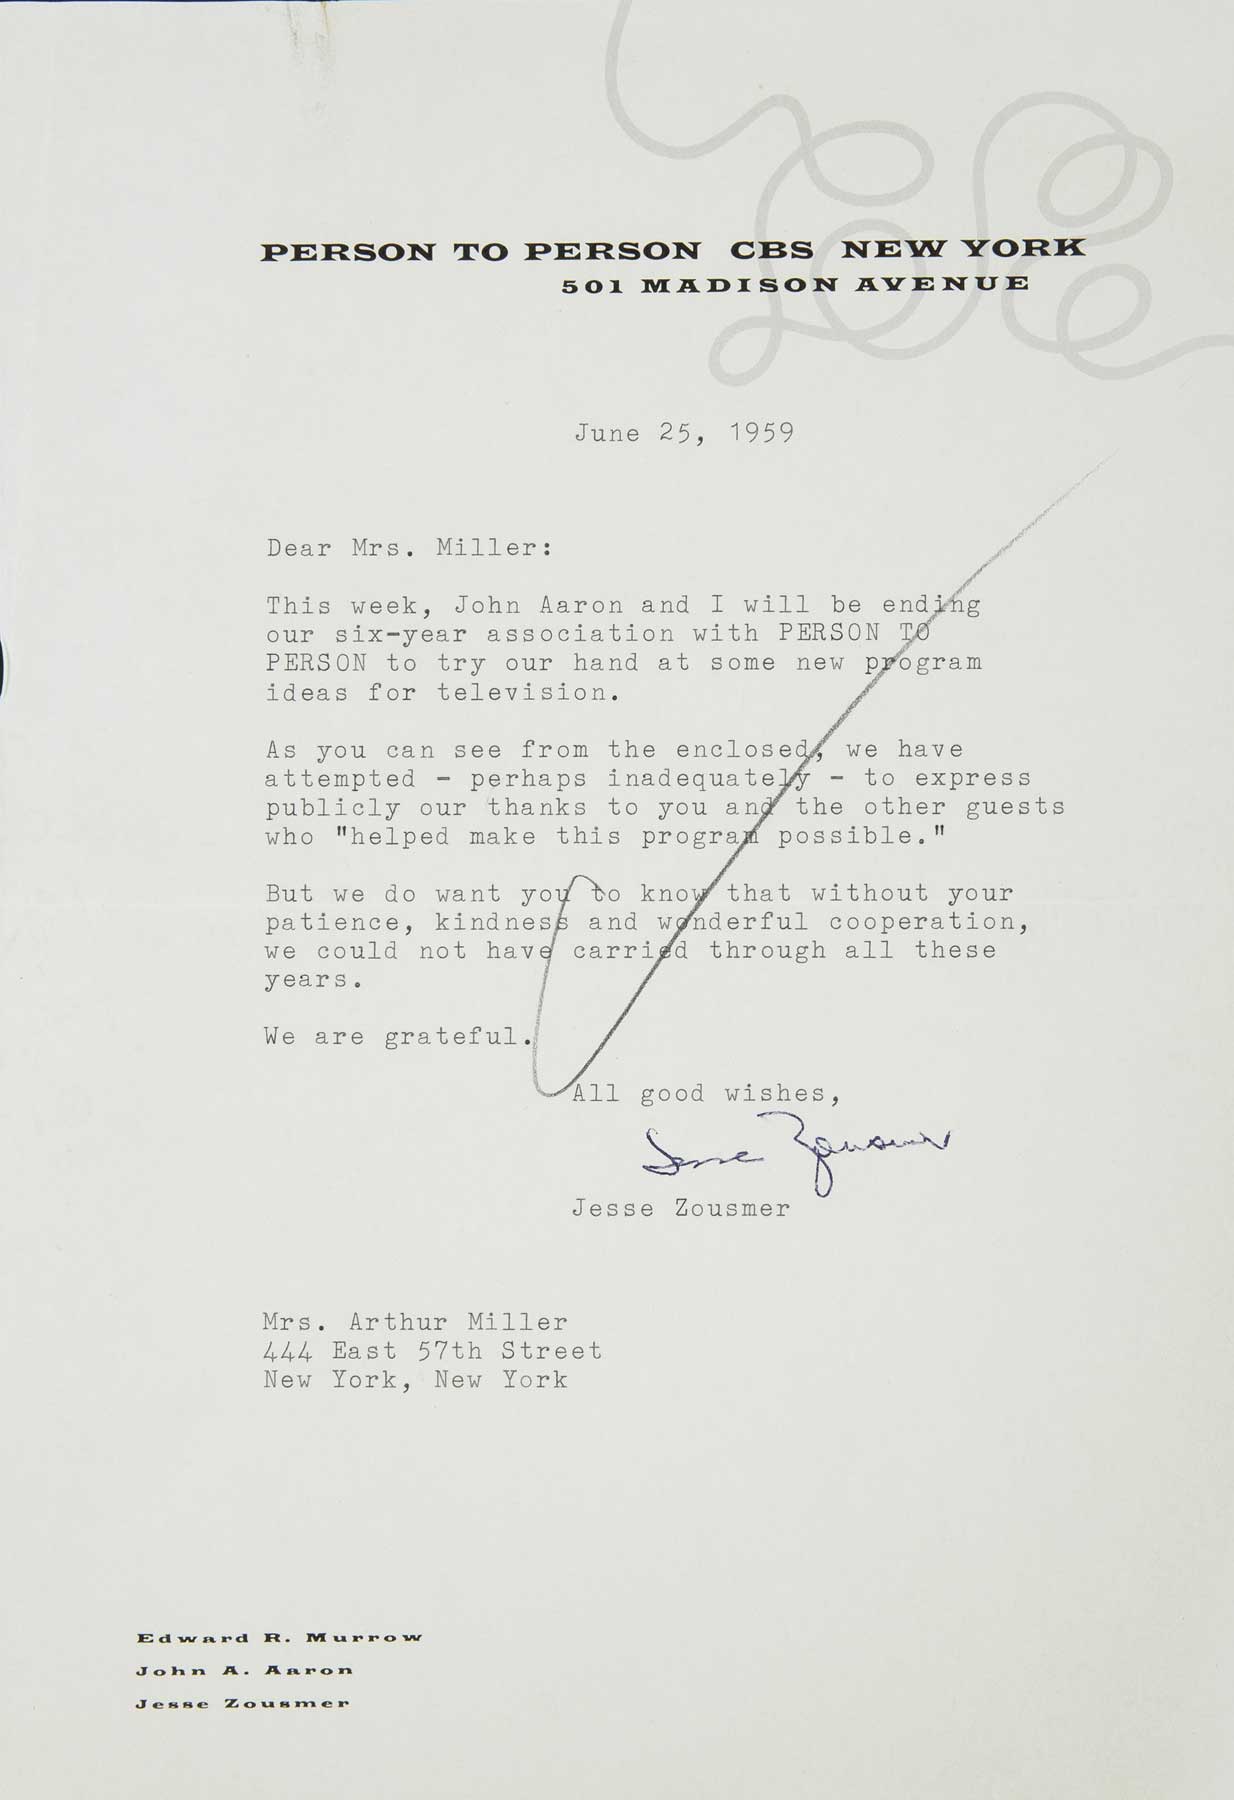 PERSON TO PERSON CBS NEW YORK
501 MADISON AVENUE
June 25, 1959
Dear Mrs. Miller:
This week, John Aaron and I will be ending
our six-year association with PERSON TO
PERSON to try our hand at some new program
ideas for television.
As you can see from the enclosed, we have
attempted - perhaps inadequately - to express
publicly our thanks to you and the other guests
who "helped make this program possible."
But we do want you to know that without your
patience, kindness and wonderful cooperation,
we could not have carried through all these
years.
We are grateful.
All good wishes,
Jesse Zousmer
Jesse Zousmer
Mrs. Arthur Miller
444 East 57th Street
New York, New York
Edward R. Murrow
John A. Aaron
Jesse Zousmer